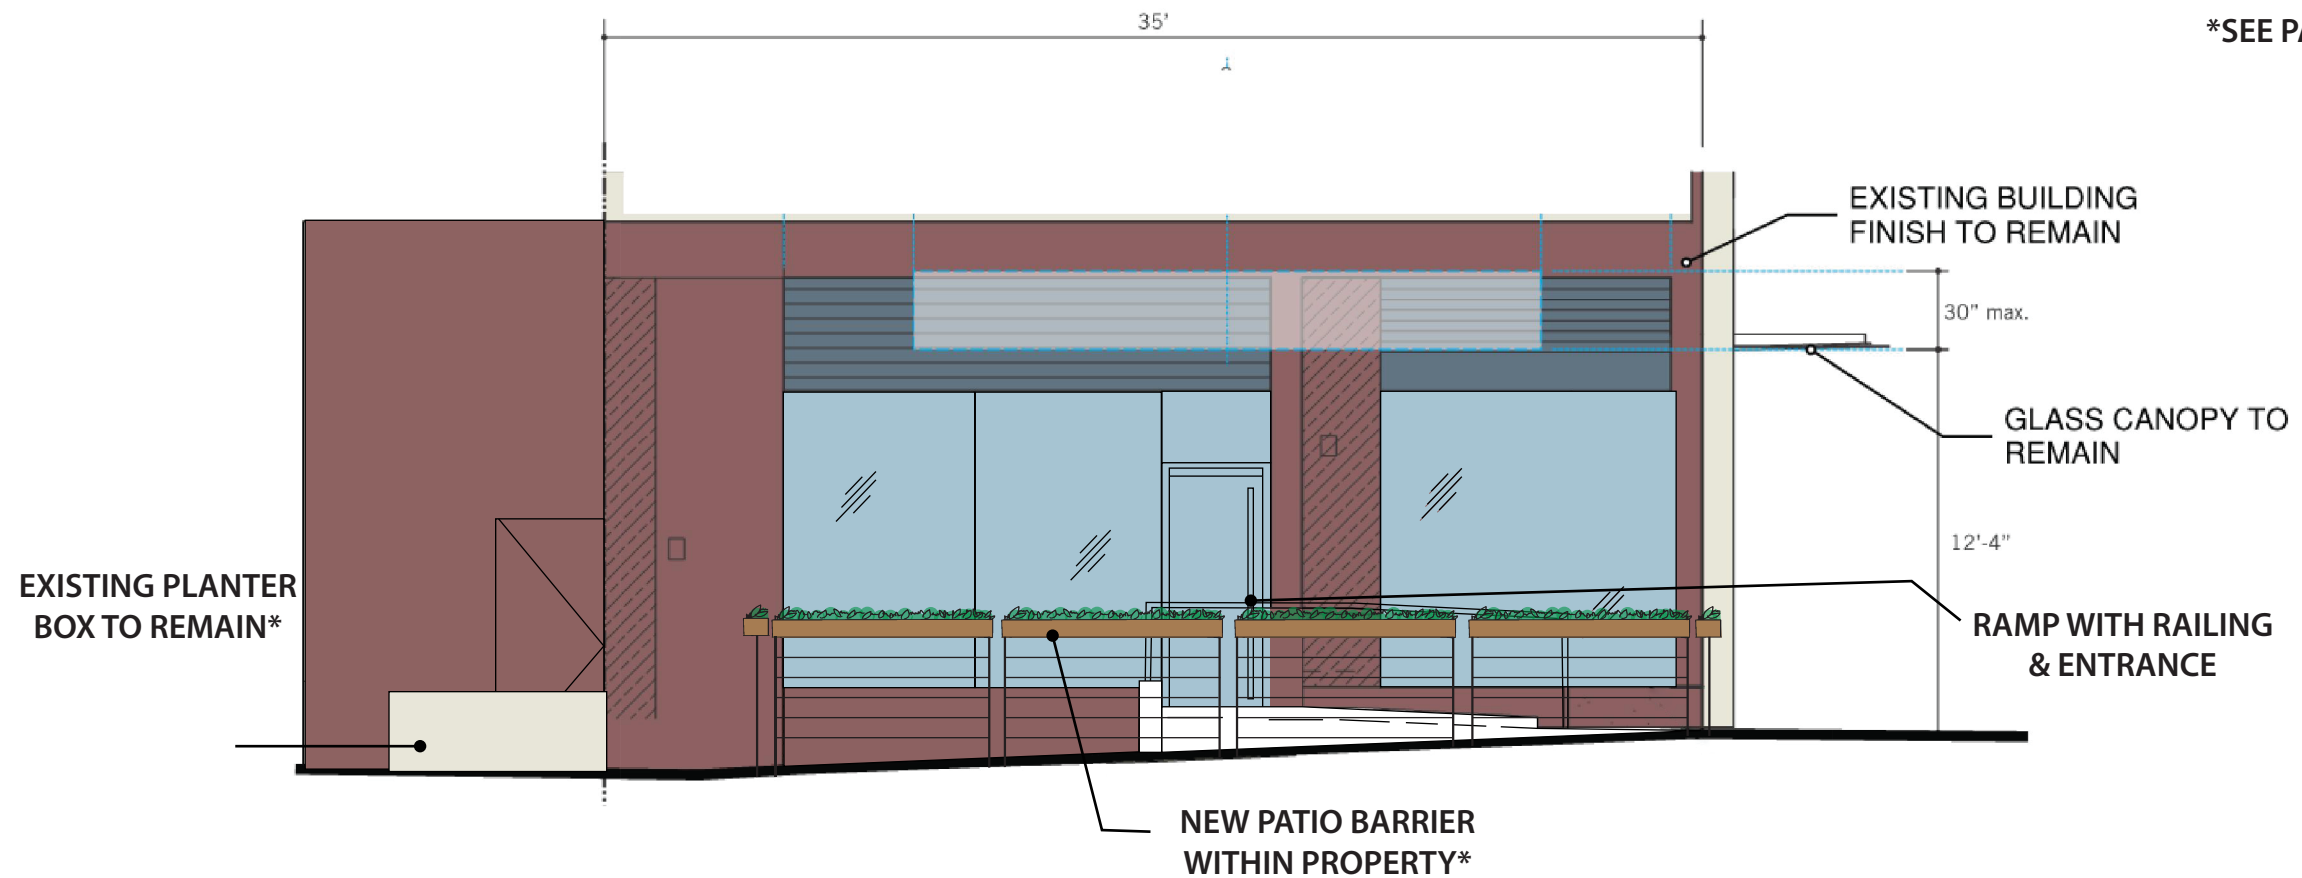 35'
*SEE
EXISTING BUILDING
FINISH TO REMAIN
30" max.
GLASS CANOPY TO
REMAIN
12'-4"
EXISTING PLANTER
BOX TO REMAIN*
RAMP WITH RAILING
& ENTRANCE
NEW PATIO BARRIER
WITHIN PROPERTY*